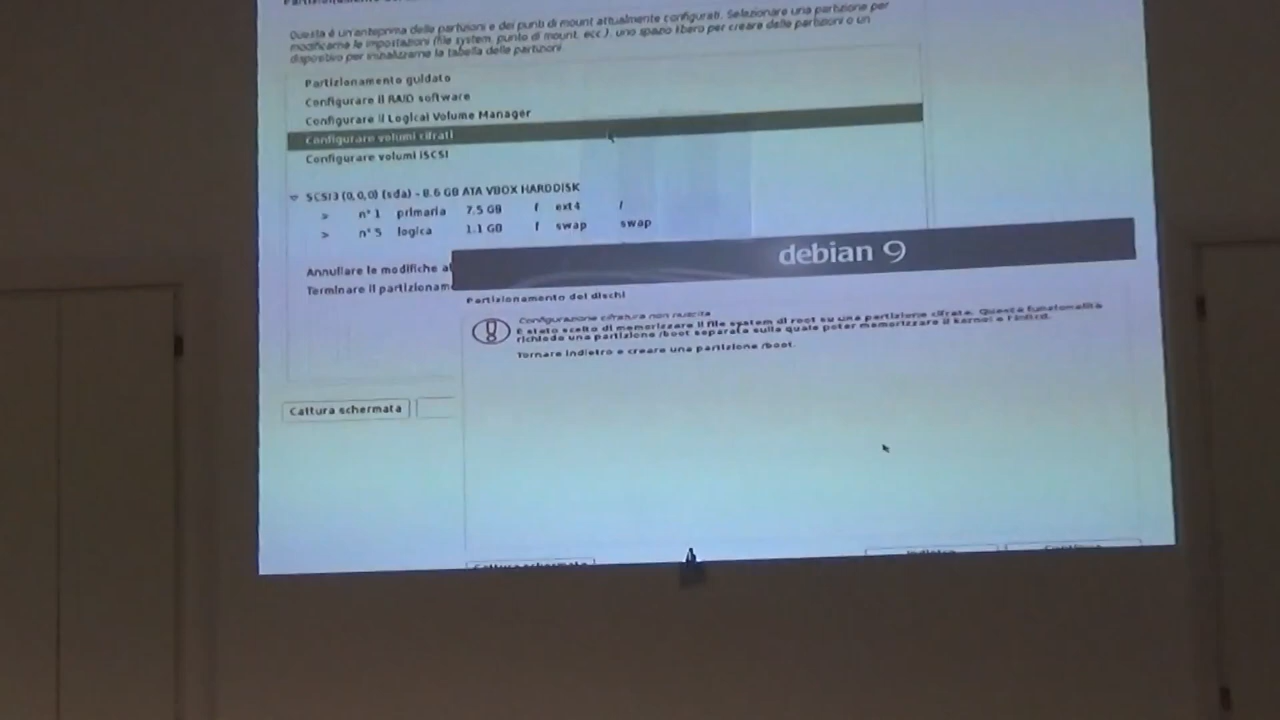 Questa è un'anteprima delle partizioni e dei punti di mount attualmente configurati. Selezionare una partizione per
modificarne le impostazioni (file system, punto di mount, ecc.), uno spazio libero per creare delle partizioni o un
dispositivo per inizializzarne la tabella delle partizioni.
Partizionamento guidato
Configurare il RAID software
Configurare il Logical Volume Manager
Configurare volumi cifrati
Configurare volumi iSCSI
SCSI3 (0,0,0) (sda) - 8.6 GB ATA VBOX HARDDISK
> n° 1 primaria 7.5 GB f ext4 /
> n° 5 logica 1.1 GB f swap swap
Annullare le modifiche al
Terminare il partizionam
Cattura schermata
debian 9
Partizionamento dei dischi
Configurazione cifratura non riuscita
È stato scelto di memorizzare il file system di root su una partizione cifrata. Questa funzionalità
richiede una partizione /boot separata sulla quale poter memorizzare il kernel e l'initrd.
Tornare indietro e creare una partizione /boot.
Cattura schermata Indietro Continua